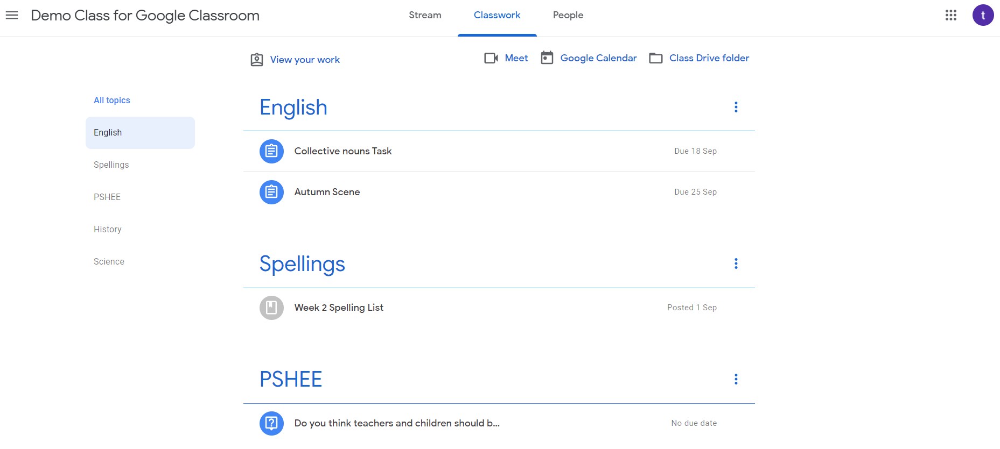 Demo Class for Google Classroom
Stream
Classwork
People
t
View your work
Meet
Google Calendar
Class Drive folder
All topics
English
Spellings
PSHEE
History
Science
English
Collective nouns Task
Due 18 Sep
Autumn Scene
Due 25 Sep
Spellings
Week 2 Spelling List
Posted 1 Sep
PSHEE
Do you think teachers and children should b...
No due date